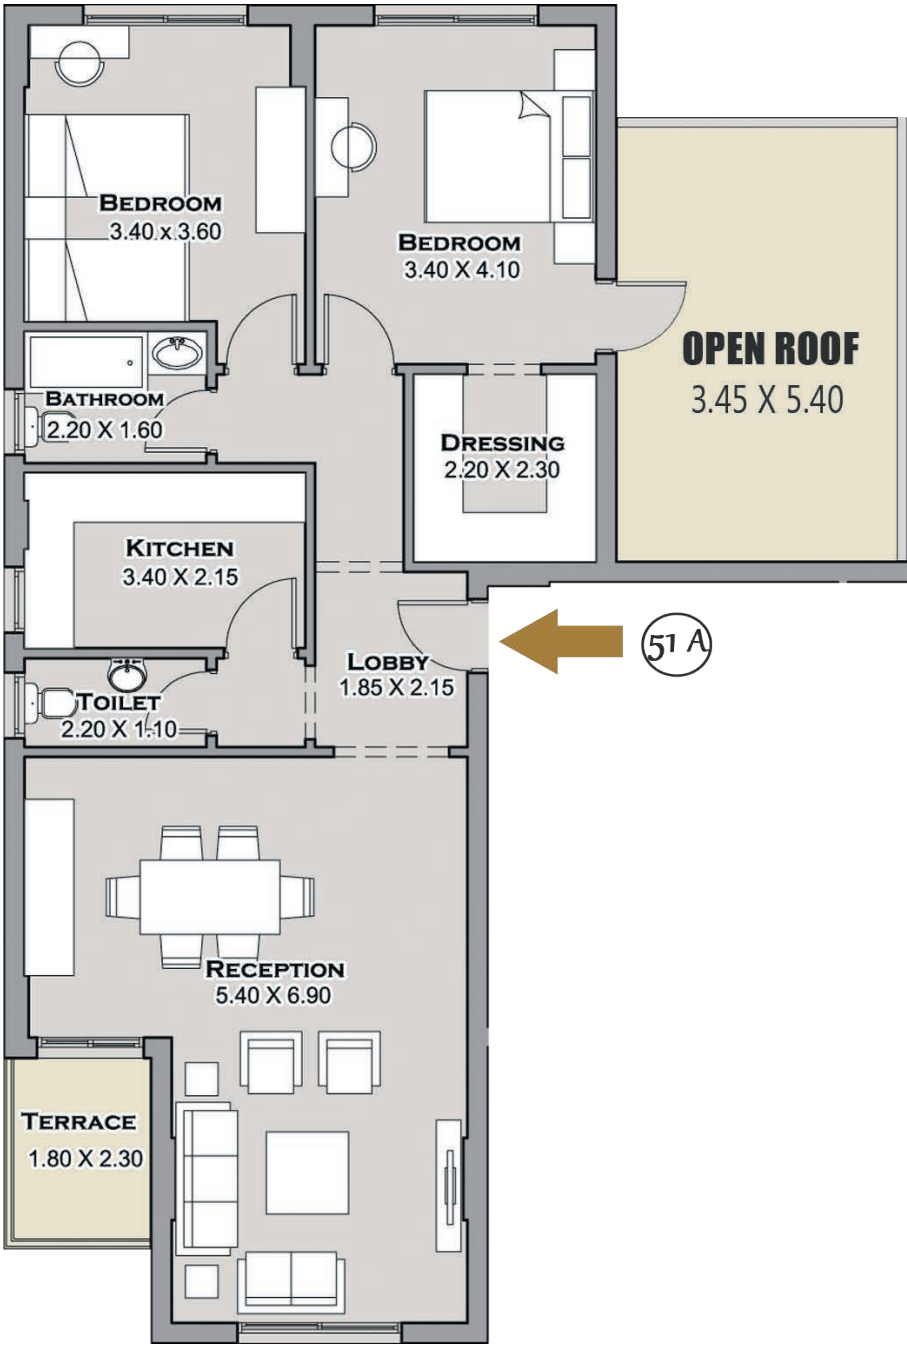 BEDROOM
3.40 x 3.60
BEDROOM
3.40 X 4.10
OPEN ROOF
3.45 X 5.40
BATHROOM
2.20 X 1.60
DRESSING
2.20 X 2.30
KITCHEN
3.40 X 2.15
51 A
LOBBY
1.85 X 2.15
TOILET
2.20 X 1.10
RECEPTION
5.40 X 6.90
TERRACE
1.80 X 2.30